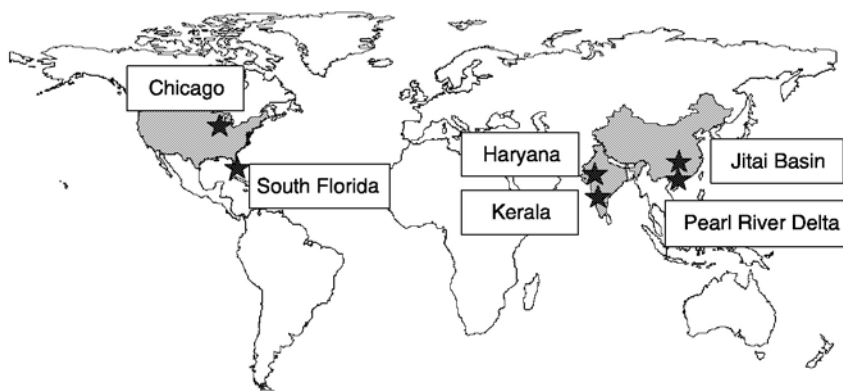 Chicago
South Florida
Haryana
Kerala
Jitai Basin
Pearl River Delta